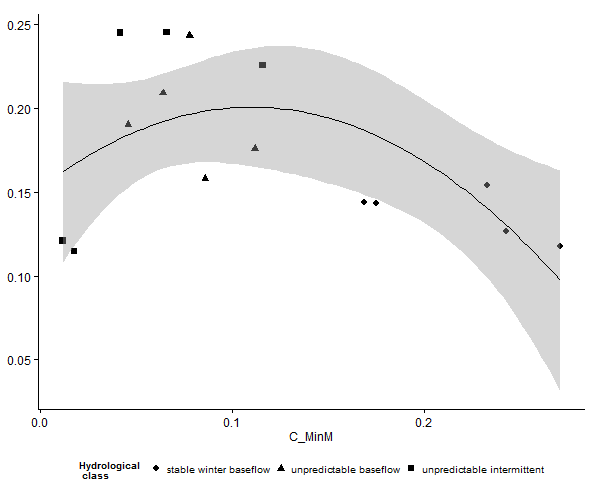 0.25
0.20
0.15
0.10
0.05
0.0 0.1 0.2
C_MinM
Hydrological
class
stable winter baseflow unpredictable baseflow unpredictable intermittent